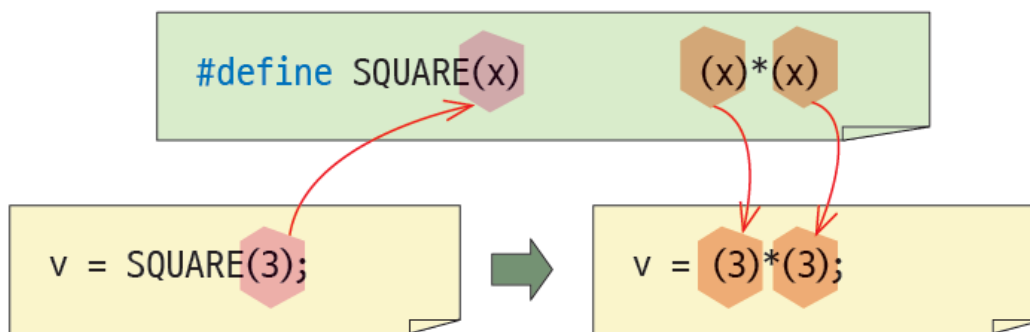 #define SQUARE(x) (x)*(x)
v = SQUARE(3);
v = (3)*(3);